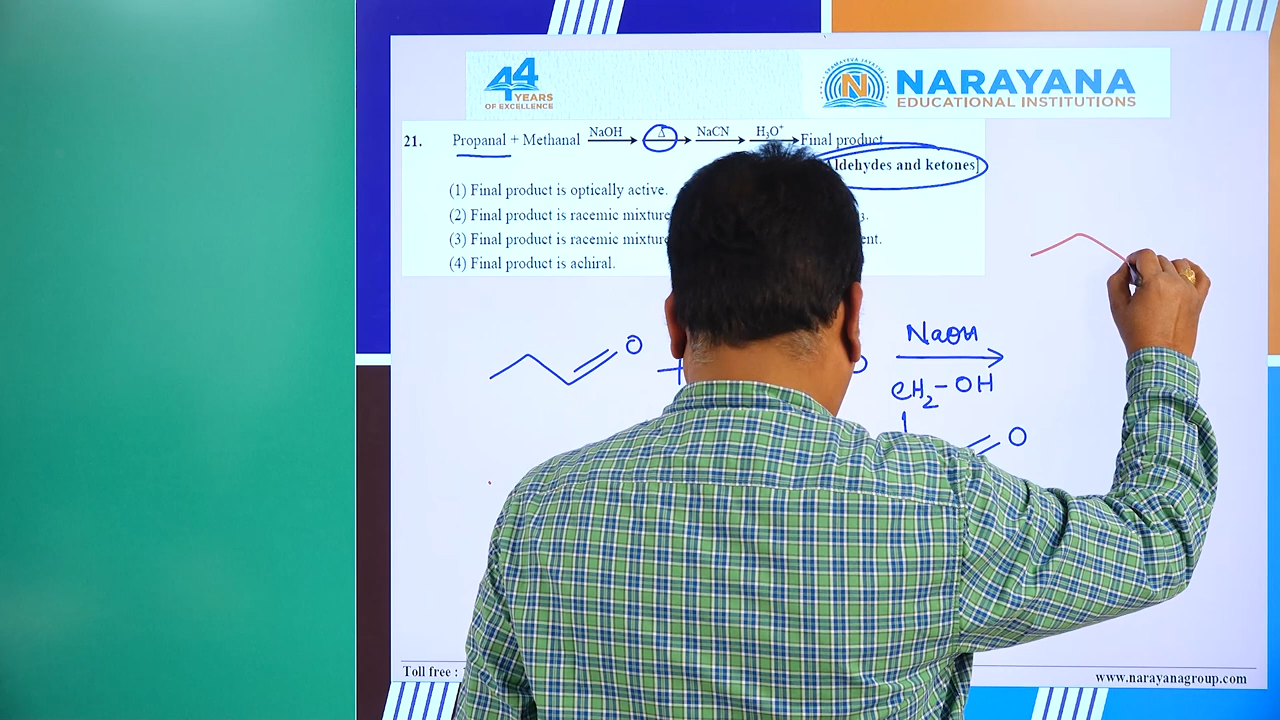 44
YEARS
OF EXCELLENCE
NARAYANA
EDUCATIONAL INSTITUTIONS
21. Propanal + Methanal NaOH Δ NaCN H₃O⁺ Final product
Aldehydes and ketones]
(1) Final product is optically active.
(2) Final product is racemic mixture
(3) Final product is racemic mixture
(4) Final product is achiral.
O
+
NaOH
CH₂-OH
O
Toll free :
www.narayanagroup.com